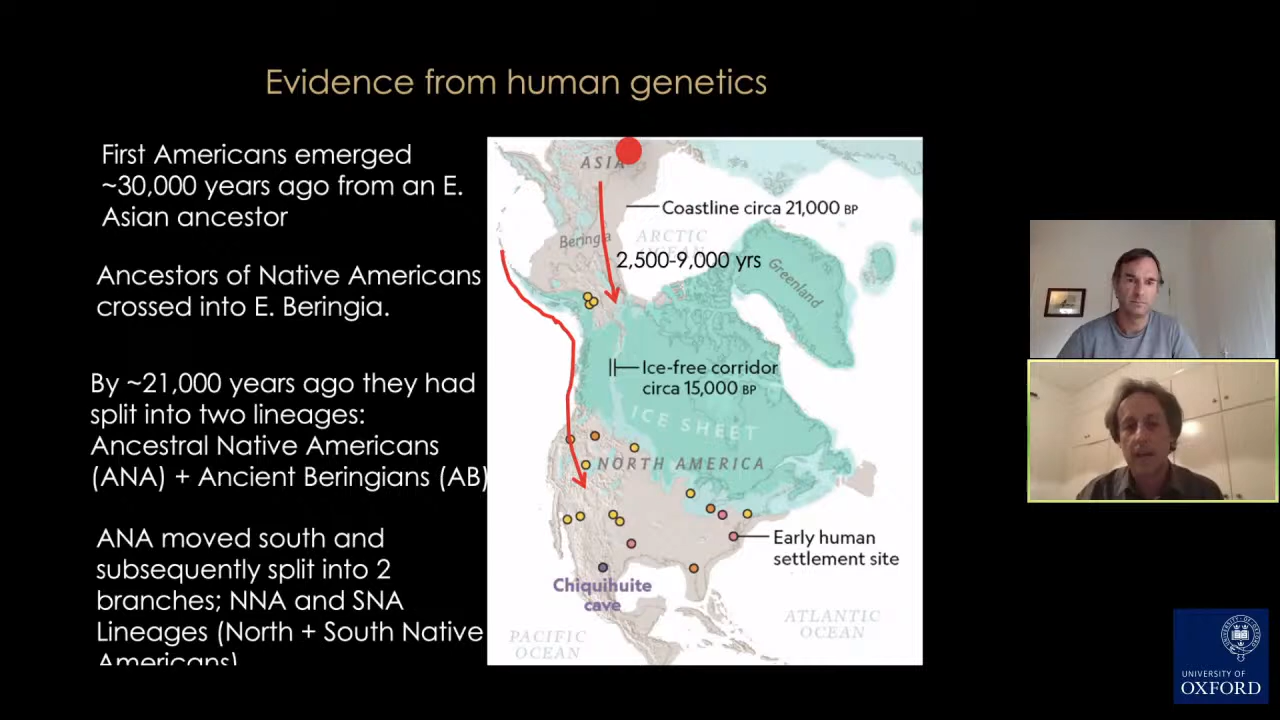 Evidence from human genetics
First Americans emerged
~30,000 years ago from an E.
Asian ancestor
Ancestors of Native Americans
crossed into E. Beringia.
By ~21,000 years ago they had
split into two lineages:
Ancestral Native Americans
(ANA) + Ancient Beringians (AB)
ANA moved south and
subsequently split into 2
branches; NNA and SNA
Lineages (North + South Native
Americans)
ASIA
Coastline circa 21,000 BP
Beringia
ARCTIC
OCEAN
2,500-9,000 yrs
Greenland
Ice-free corridor
circa 15,000 BP
ICE SHEET
NORTH AMERICA
Early human
settlement site
Chiquihuite
cave
ATLANTIC
OCEAN
PACIFIC
OCEAN
UNIVERSITY OF
OXFORD